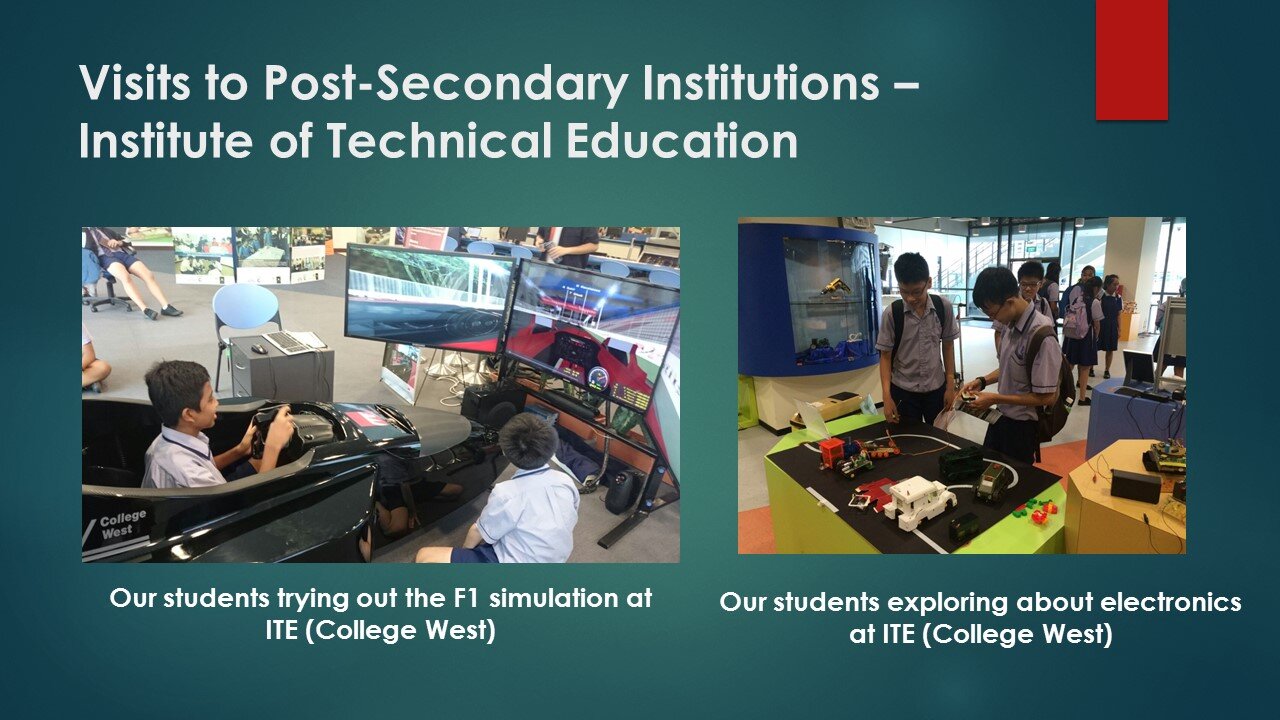 Visits to Post-Secondary Institutions –
Institute of Technical Education
College
West
Our students trying out the F1 simulation at
ITE (College West)
Our students exploring about electronics
at ITE (College West)